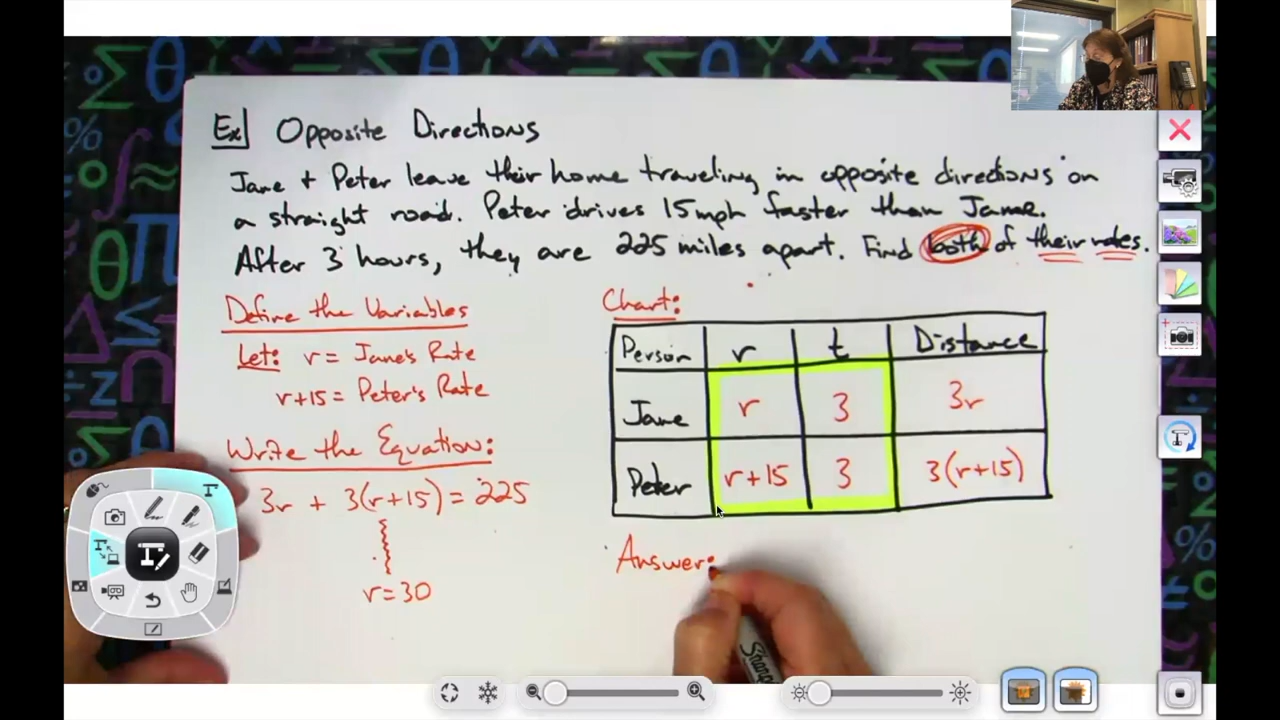 Ex Opposite Directions
Jane + Peter leave their home traveling in opposite directions on
a straight road. Peter drives 15mph faster than Jane.
After 3 hours, they are 225 miles apart. Find both of their rates.
Define the Variables
Let: r = Jane's Rate
r+15 = Peter's Rate
Write the Equation:
3r + 3(r+15) = 225
r=30
Chart:
Person r t Distance
Jane r 3 3r
Peter r+15 3 3(r+15)
Answer:
Sharpie